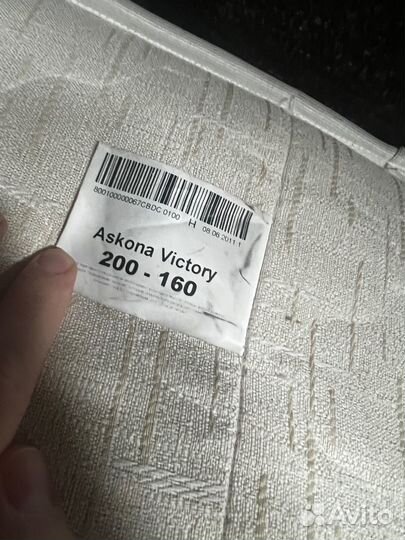 800100000067CBDC 0100 H 08 06 2011 1
Askona Victory
200 - 160
Avito